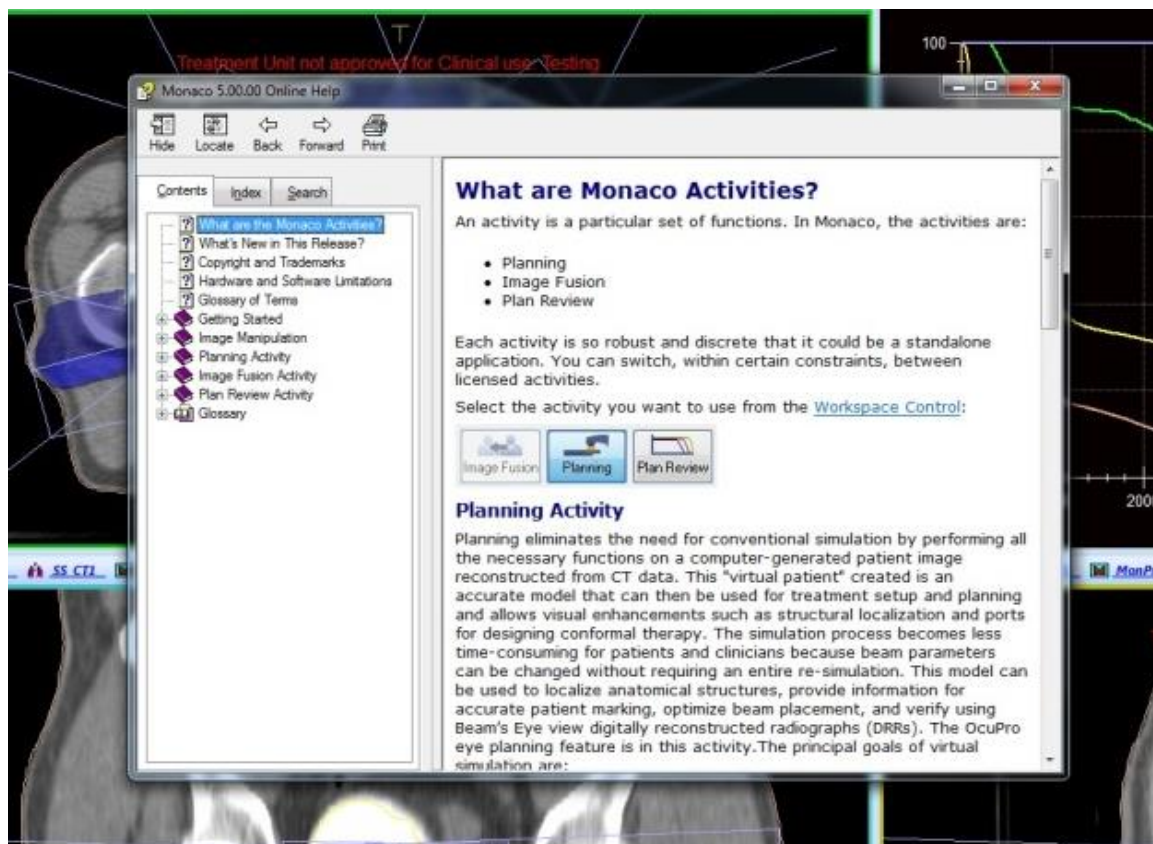 T
Treatment Unit not approved for Clinical use. Testing
100
Monaco 5.00.00 Online Help
Hide Locate Back Forward Print
Contents Index Search
What are the Monaco Activities?
What's New in This Release?
Copyright and Trademarks
Hardware and Software Limitations
Glossary of Terms
Getting Started
Image Manipulation
Planning Activity
Image Fusion Activity
Plan Review Activity
Glossary
What are Monaco Activities?
An activity is a particular set of functions. In Monaco, the activities are:
• Planning
• Image Fusion
• Plan Review
Each activity is so robust and discrete that it could be a standalone
application. You can switch, within certain constraints, between
licensed activities.
Select the activity you want to use from the Workspace Control:
Image Fusion Planning Plan Review
Planning Activity
Planning eliminates the need for conventional simulation by performing all
the necessary functions on a computer-generated patient image
reconstructed from CT data. This "virtual patient" created is an
accurate model that can then be used for treatment setup and planning
and allows visual enhancements such as structural localization and ports
for designing conformal therapy. The simulation process becomes less
time-consuming for patients and clinicians because beam parameters
can be changed without requiring an entire re-simulation. This model can
be used to localize anatomical structures, provide information for
accurate patient marking, optimize beam placement, and verify using
Beam's Eye view digitally reconstructed radiographs (DRRs). The OcuPro
eye planning feature is in this activity.The principal goals of virtual
simulation are:
200
SS_CT1
MonP